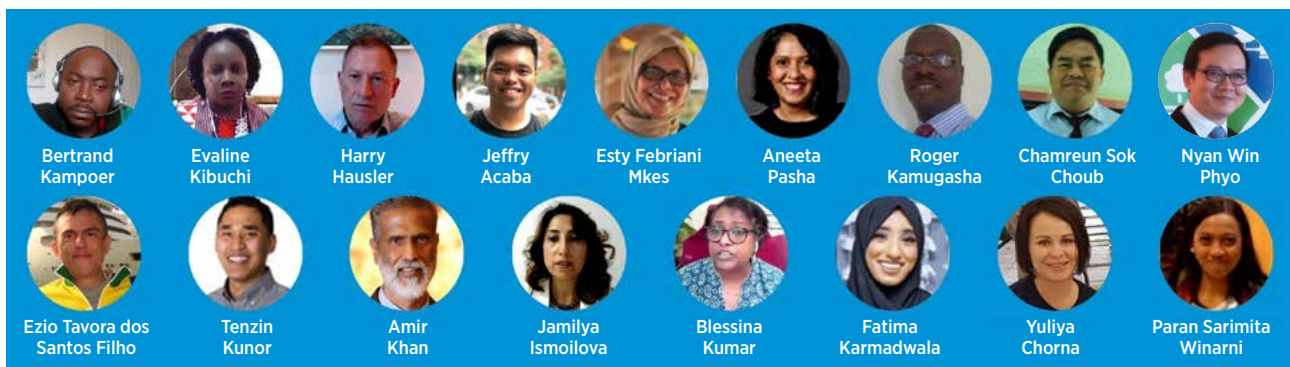 Bertrand
Kampoer
Evaline
Kibuchi
Harry
Hausler
Jeffry
Acaba
Esty Febriani
Mkes
Aneeta
Pasha
Roger
Kamugasha
Chamreun Sok
Choub
Nyan Win
Phyo
Ezio Tavora dos
Santos Filho
Tenzin
Kunor
Amir
Khan
Jamilya
Ismoilova
Blessina
Kumar
Fatima
Karmadwala
Yuliya
Chorna
Paran Sarimita
Winarni